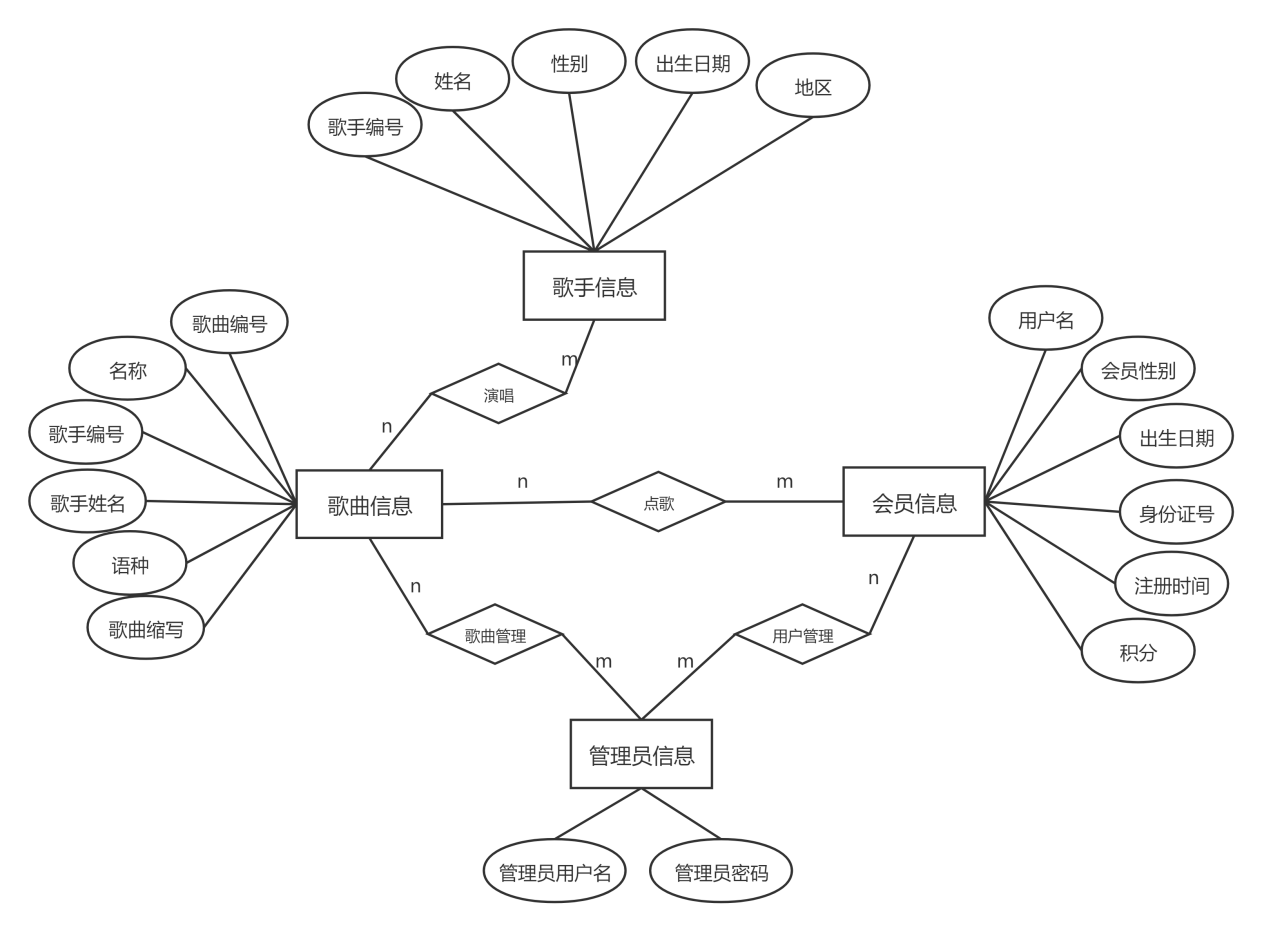 性别
出生日期
姓名
地区
歌手编号
歌手信息
歌曲编号
用户名
名称
m
会员性别
演唱
n
歌手编号
出生日期
n
m
歌手姓名
歌曲信息
点歌
会员信息
身份证号
语种
n
n
注册时间
歌曲缩写
歌曲管理
用户管理
积分
m
m
管理员信息
管理员用户名
管理员密码